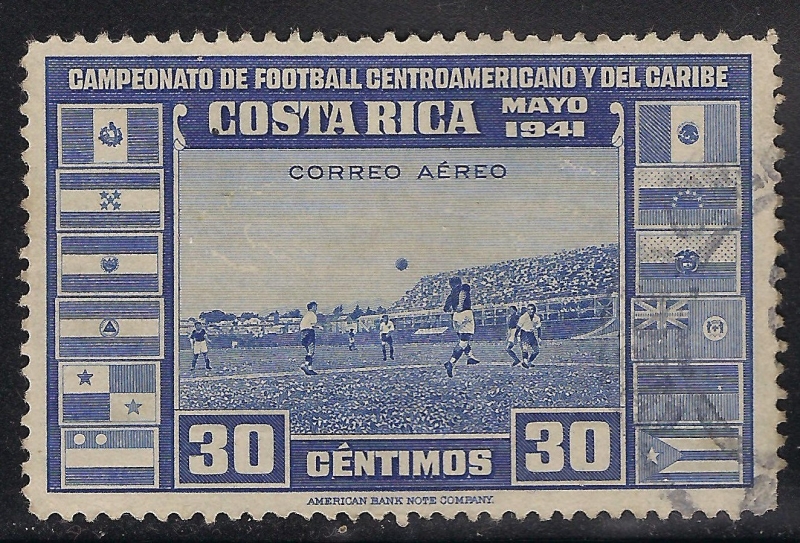 CAMPEONATO DE FOOTBALL CENTROAMERICANO Y DEL CARIBE
COSTA RICA MAYO 1941
CORREO AÉREO
30 CÉNTIMOS 30
AMERICAN BANK NOTE COMPANY.